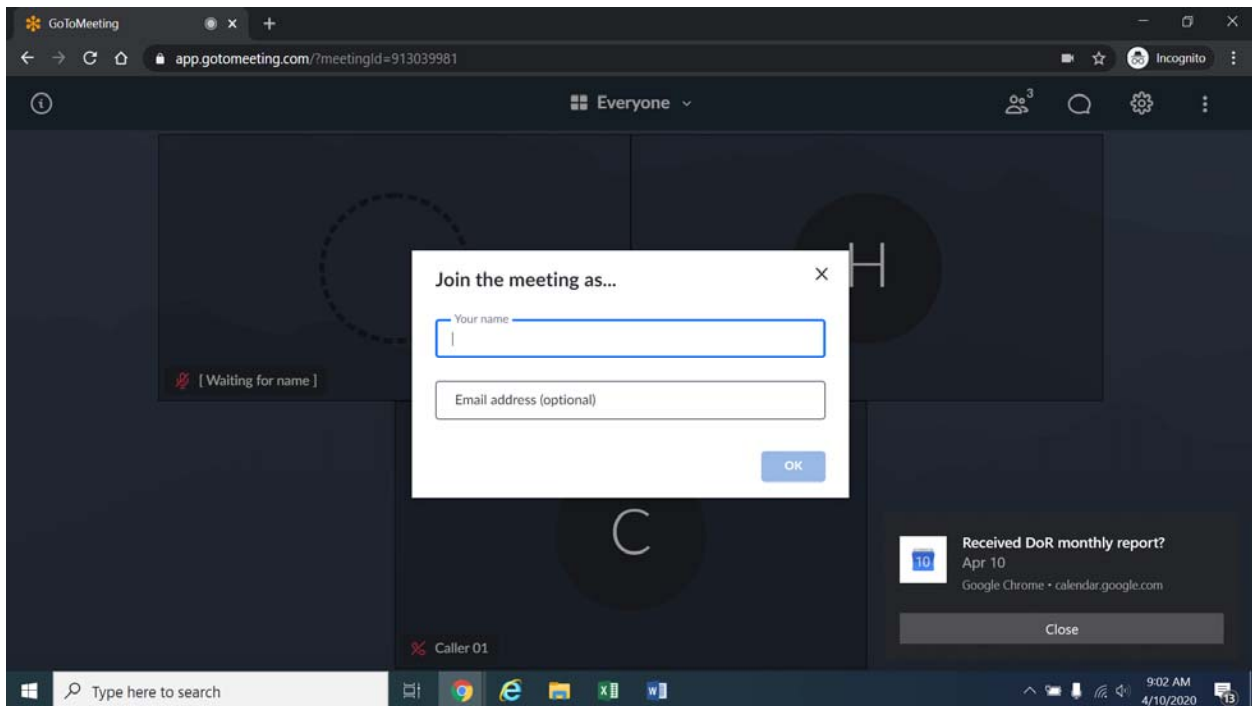 GoToMeeting
app.gotomeeting.com/?meetingId=913039981
Incognito
Everyone
3
H
Join the meeting as...
Your name
Email address (optional)
OK
[ Waiting for name ]
C
Caller 01
10
Received DoR monthly report?
Apr 10
Google Chrome • calendar.google.com
Close
Type here to search
9:02 AM
4/10/2020
13